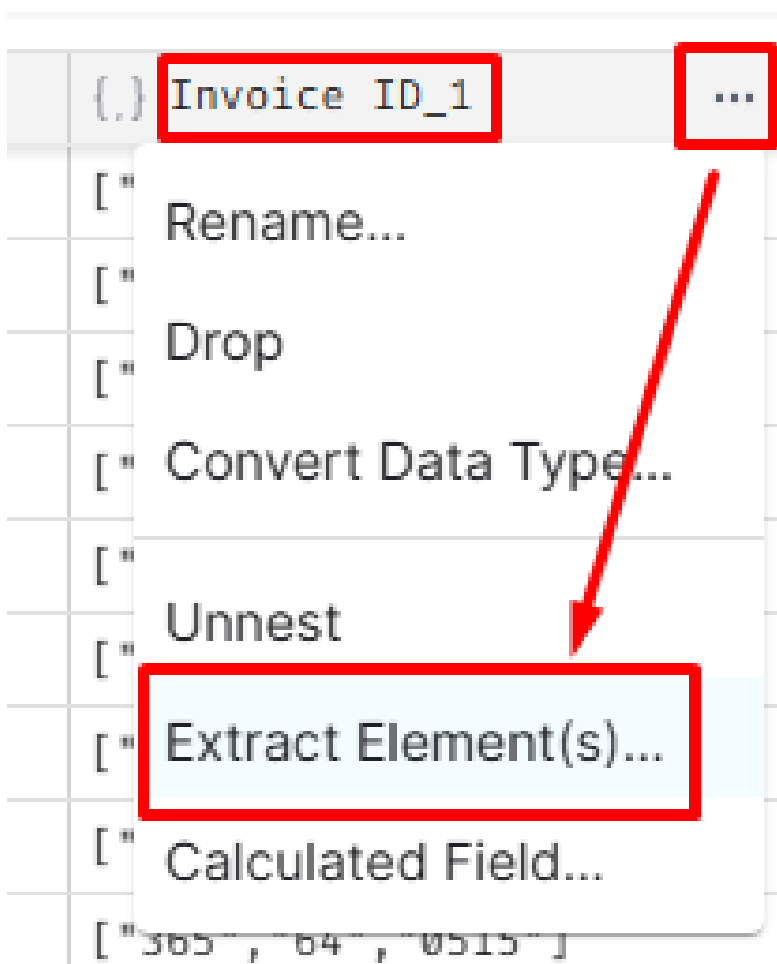 {,} Invoice ID_1 ...
["
Rename...
["
["
Drop
["
Convert Data Type...
["
["
Unnest
["
Extract Element(s)...
["
Calculated Field...
["365","64","0515"]